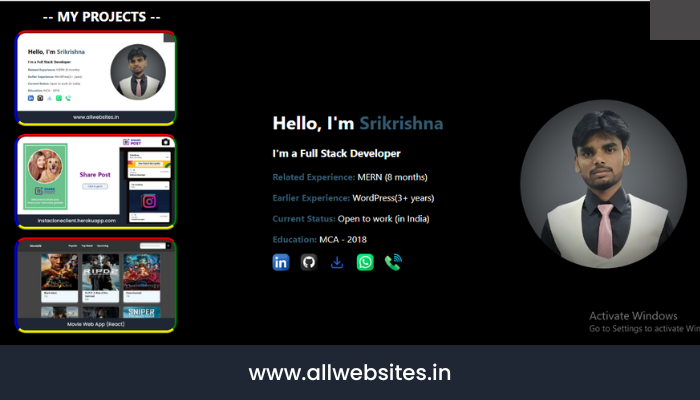 -- MY PROJECTS --
Hello, I'm Srikrishna
I'm a Full Stack Developer
Related Experience: MERN (8 months)
Earlier Experience: WordPress(3+ years)
Current Status: Open to work (in India)
Education: MCA - 2018
www.allwebsites.in
Share Post
instacloneclient.herokuapp.com
Movie Web App (React)
Hello, I'm Srikrishna
I'm a Full Stack Developer
Related Experience: MERN (8 months)
Earlier Experience: WordPress(3+ years)
Current Status: Open to work (in India)
Education: MCA - 2018
in
Activate Windows
Go to Settings to activate Win
www.allwebsites.in